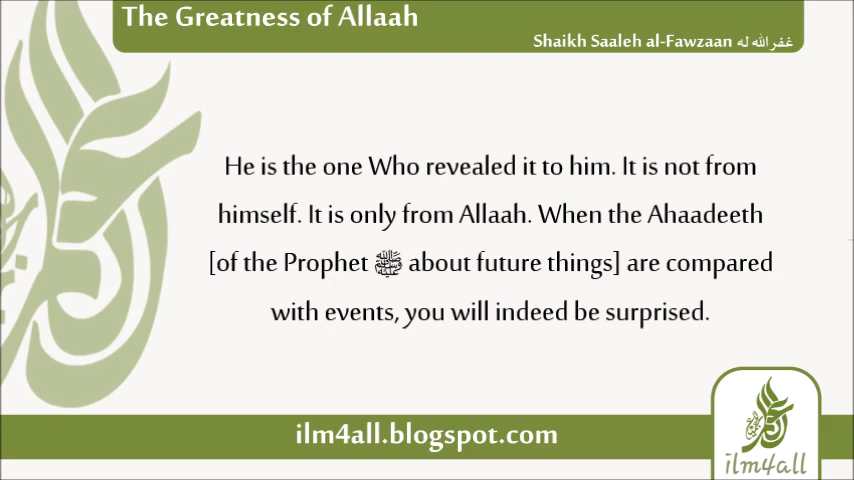 The Greatness of Allaah
Shaikh Saaleh al-Fawzaan غفر الله له
He is the one Who revealed it to him. It is not from
himself. It is only from Allaah. When the Ahaadeeth
[of the Prophet ﷺ about future things] are compared
with events, you will indeed be surprised.
ilm4all.blogspot.com
ilm4all